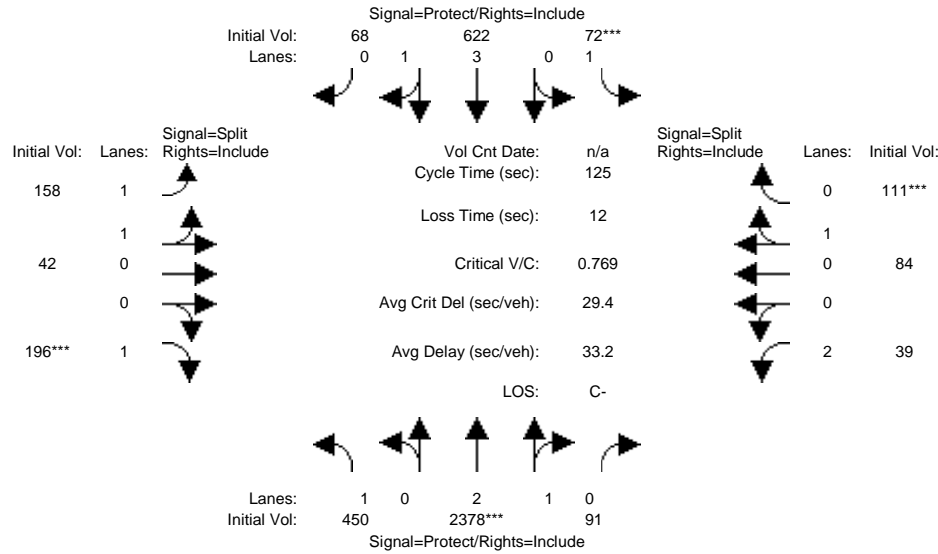 Signal=Protect/Rights=Include
Initial Vol: 68 622 72***
Lanes: 0 1 3 0 1
Signal=Split
Initial Vol: Lanes: Rights=Include
Vol Cnt Date: n/a
Signal=Split
Rights=Include Lanes: Initial Vol:
Cycle Time (sec): 125
158 1
0 111***
Loss Time (sec): 12
1
1
42 0
Critical V/C: 0.769
0 84
0
Avg Crit Del (sec/veh): 29.4
0
196*** 1
Avg Delay (sec/veh): 33.2
2 39
LOS: C-
Lanes: 1 0 2 1 0
Initial Vol: 450 2378*** 91
Signal=Protect/Rights=Include